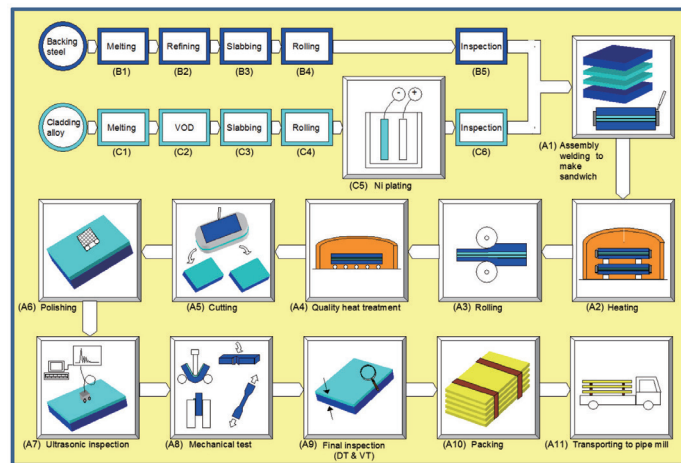 Backing
steel
Melting
Refining
Slabbing
Rolling
Inspection
(B1)
(B2)
(B3)
(B4)
(B5)
Cladding
alloy
Melting
VOD
Slabbing
Rolling
- +
Inspection
(C1)
(C2)
(C3)
(C4)
(C6)
(C5) Ni plating
(A1) Assembly
welding to
make
sandwich
(A6) Polishing
(A5) Cutting
(A4) Quality heat treatment
(A3) Rolling
(A2) Heating
(A7) Ultrasonic inspection
(A8) Mechanical test
(A9) Final inspection
(DT & VT)
(A10) Packing
(A11) Transporting to pipe mill